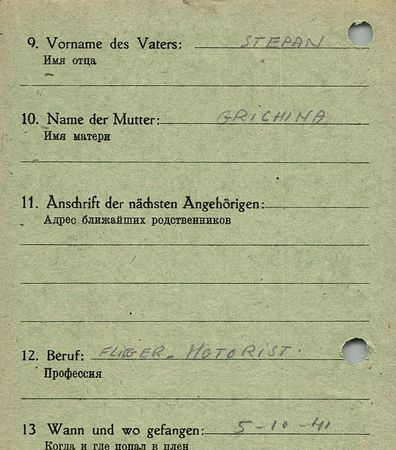 9. Vorname des Vaters: STEPAN
Имя отца
10. Name der Mutter: GRICHINA
Имя матери
11. Anschrift der nächsten Angehörigen:
Адрес ближайших родственников
12. Beruf: FLIGER - MOTORIST.
Профессия
13 Wann und wo gefangen: 5-10-41
Когда и где попал в плен